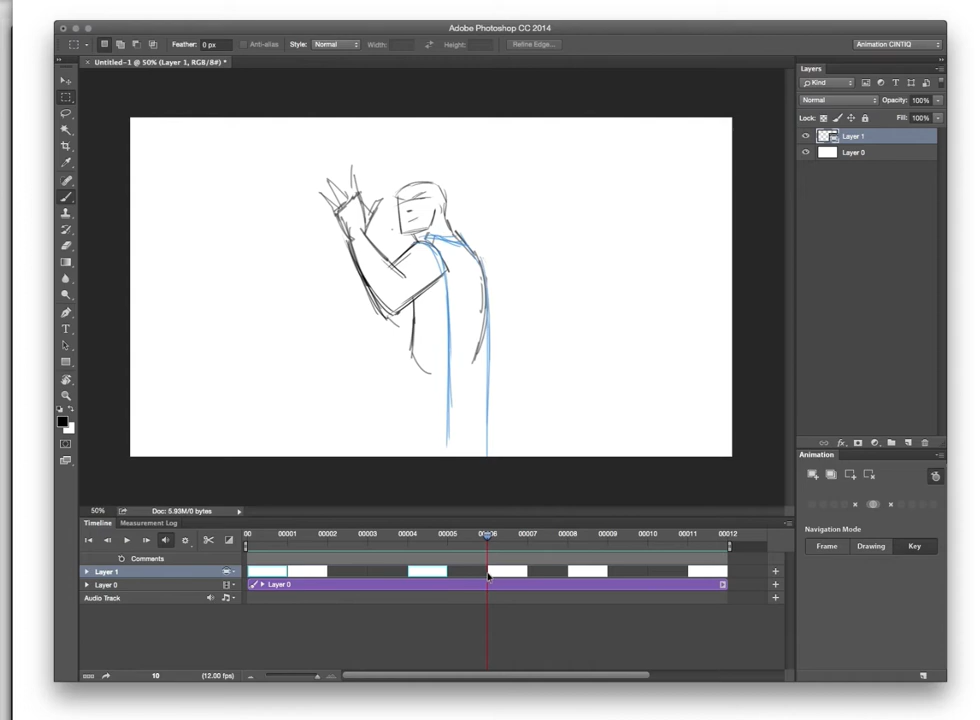 Adobe Photoshop CC 2014
Feather: 0 px Anti-alias Style: Normal Width: Height: Refine Edge... Animation CINTIQ
Untitled-1 @ 50% (Layer 1, RGB/8#) *
Layers
Kind
Normal Opacity: 100%
Lock: Fill: 100%
Layer 1
Layer 0
50% Doc: 5.93M/0 bytes
Animation
Navigation Mode
Frame Drawing Key
Timeline Measurement Log
00 00001 00002 00003 00004 00005 00006 00007 00008 00009 00010 00011 00012
Comments
Layer 1
Layer 0 Layer 0
Audio Track
10 (12.00 fps)